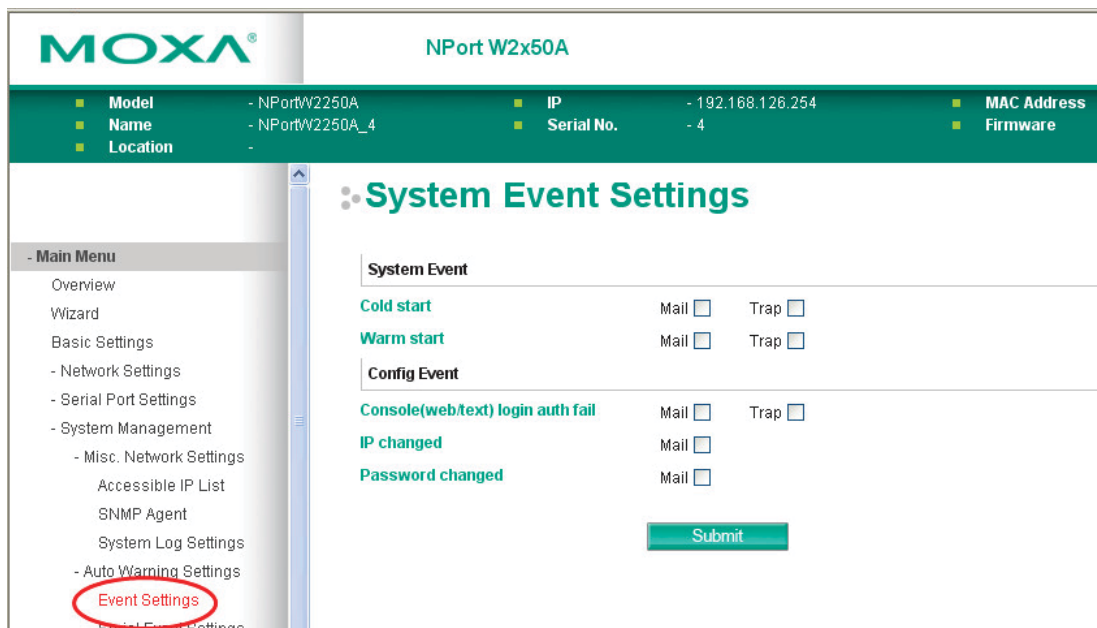 MOXA®
NPort W2x50A
Model - NPortW2250A IP - 192.168.126.254 MAC Address
Name - NPortW2250A_4 Serial No. - 4 Firmware
Location -
System Event Settings
- Main Menu
Overview
Wizard
Basic Settings
- Network Settings
- Serial Port Settings
- System Management
- Misc. Network Settings
Accessible IP List
SNMP Agent
System Log Settings
- Auto Warning Settings
Event Settings
Serial Event Settings
System Event
Cold start Mail Trap
Warm start Mail Trap
Config Event
Console(web/text) login auth fail Mail Trap
IP changed Mail
Password changed Mail
Submit